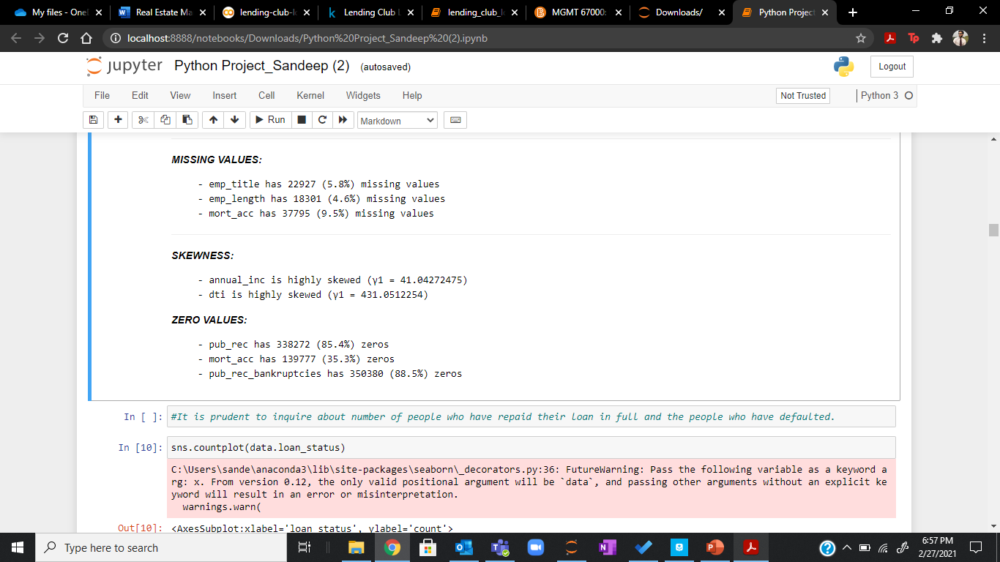 My files - OneI
Real Estate Ma
lending-club-lo
Lending Club L
lending_club_lo
MGMT 67000:
Downloads/
Python Project
localhost:8888/notebooks/Downloads/Python%20Project_Sandeep%20(2).ipynb
jupyter Python Project_Sandeep (2) (autosaved)
Logout
File Edit View Insert Cell Kernel Widgets Help
Not Trusted
Python 3
Run
Markdown
MISSING VALUES:
- emp_title has 22927 (5.8%) missing values
- emp_length has 18301 (4.6%) missing values
- mort_acc has 37795 (9.5%) missing values
SKEWNESS:
- annual_inc is highly skewed (γ1 = 41.04272475)
- dti is highly skewed (γ1 = 431.0512254)
ZERO VALUES:
- pub_rec has 338272 (85.4%) zeros
- mort_acc has 139777 (35.3%) zeros
- pub_rec_bankruptcies has 350380 (88.5%) zeros
In [ ]: #It is prudent to inquire about number of people who have repaid their loan in full and the people who have defaulted.
In [10]: sns.countplot(data.loan_status)
C:\Users\sande\anaconda3\lib\site-packages\seaborn\_decorators.py:36: FutureWarning: Pass the following variable as a keyword a
rg: x. From version 0.12, the only valid positional argument will be `data`, and passing other arguments without an explicit ke
yword will result in an error or misinterpretation.
warnings.warn(
Out[10]: <AxesSubplot:xlabel='loan_status', ylabel='count'>
Type here to search
6:57 PM
2/27/2021